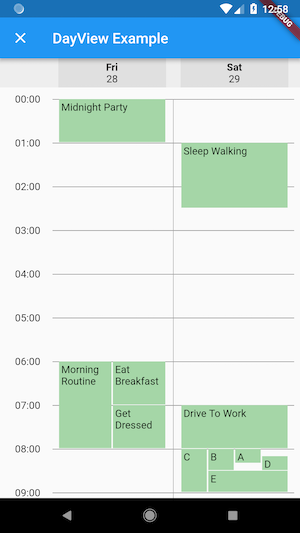 12:58
DEBUG
DayView Example
Fri
28
Sat
29
00:00
Midnight Party
01:00
Sleep Walking
02:00
03:00
04:00
05:00
06:00
Morning
Routine
Eat
Breakfast
07:00
Get
Dressed
Drive To Work
08:00
C
B
A
D
E
09:00